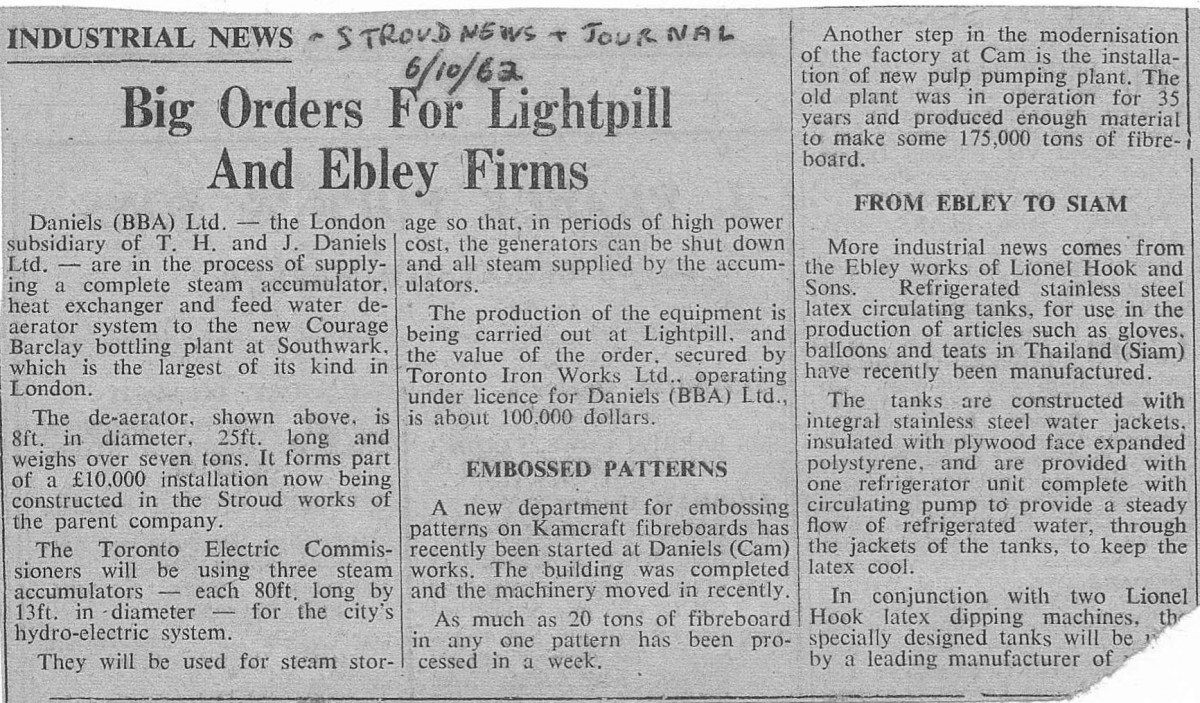 INDUSTRIAL NEWS - STROUD NEWS + JOURNAL
6/10/62
Big Orders For Lightpill
And Ebley Firms
Daniels (BBA) Ltd. — the London
subsidiary of T. H. and J. Daniels
Ltd. — are in the process of supply-
ing a complete steam accumulator,
heat exchanger and feed water de-
aerator system to the new Courage
Barclay bottling plant at Southwark,
which is the largest of its kind in
London.
The de-aerator, shown above, is
8ft. in diameter, 25ft. long and
weighs over seven tons. It forms part
of a £10,000 installation now being
constructed in the Stroud works of
the parent company.
The Toronto Electric Commis-
sioners will be using three steam
accumulators — each 80ft. long by
13ft. in diameter — for the city's
hydro-electric system.
They will be used for steam stor-
age so that, in periods of high power
cost, the generators can be shut down
and all steam supplied by the accum-
ulators.
The production of the equipment is
being carried out at Lightpill, and
the value of the order, secured by
Toronto Iron Works Ltd., operating
under licence for Daniels (BBA) Ltd.,
is about 100,000 dollars.
EMBOSSED PATTERNS
A new department for embossing
patterns on Kamcraft fibreboards has
recently been started at Daniels (Cam)
works. The building was completed
and the machinery moved in recently.
As much as 20 tons of fibreboard
in any one pattern has been pro-
cessed in a week.
Another step in the modernisation
of the factory at Cam is the installa-
tion of new pulp pumping plant. The
old plant was in operation for 35
years and produced enough material
to make some 175,000 tons of fibre-
board.
FROM EBLEY TO SIAM
More industrial news comes from
the Ebley works of Lionel Hook and
Sons. Refrigerated stainless steel
latex circulating tanks, for use in the
production of articles such as gloves,
balloons and teats in Thailand (Siam)
have recently been manufactured.
The tanks are constructed with
integral stainless steel water jackets,
insulated with plywood face expanded
polystyrene, and are provided with
one refrigerator unit complete with
circulating pump to provide a steady
flow of refrigerated water, through
the jackets of the tanks, to keep the
latex cool.
In conjunction with two Lionel
Hook latex dipping machines,
specially designed tanks will be
by a leading manufacturer of